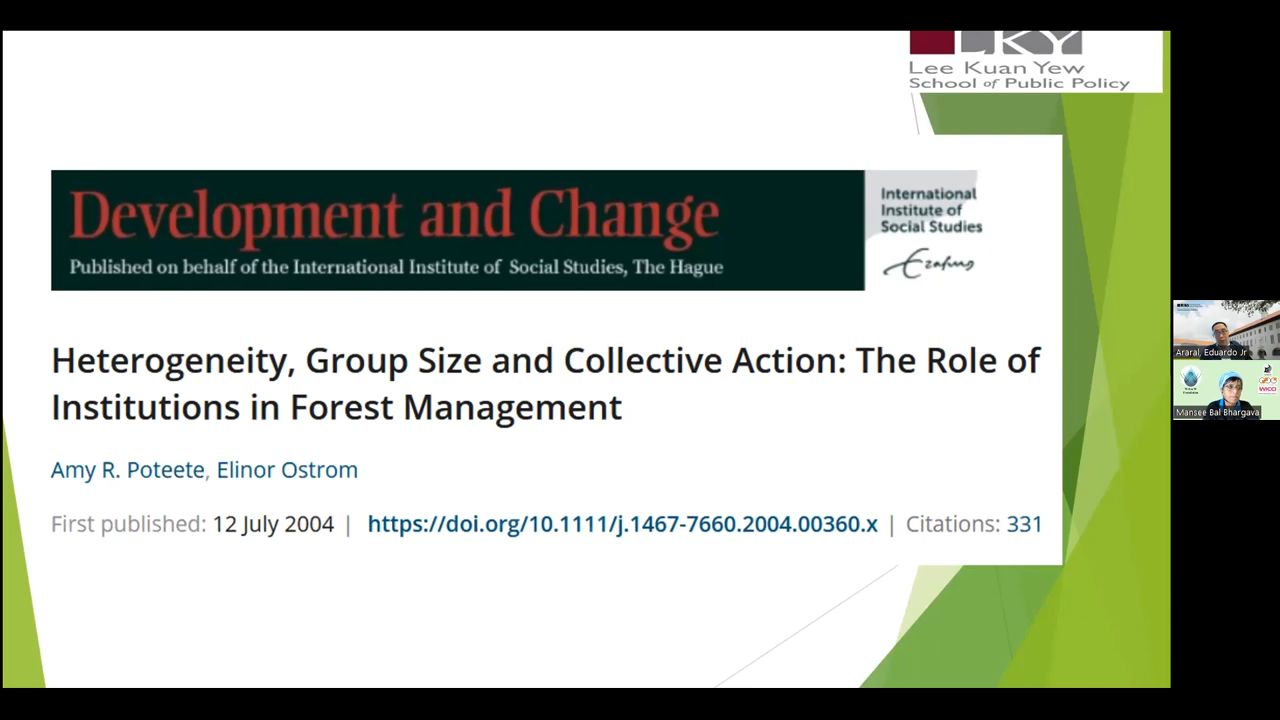 LKY
Lee Kuan Yew
School of Public Policy
Development and Change
Published on behalf of the International Institute of Social Studies, The Hague
International
Institute of
Social Studies
Erasmus
Heterogeneity, Group Size and Collective Action: The Role of
Institutions in Forest Management
Amy R. Poteete, Elinor Ostrom
First published: 12 July 2004 | https://doi.org/10.1111/j.1467-7660.2004.00360.x | Citations: 331
Araral, Eduardo Jr
Mansee Bal Bhargava